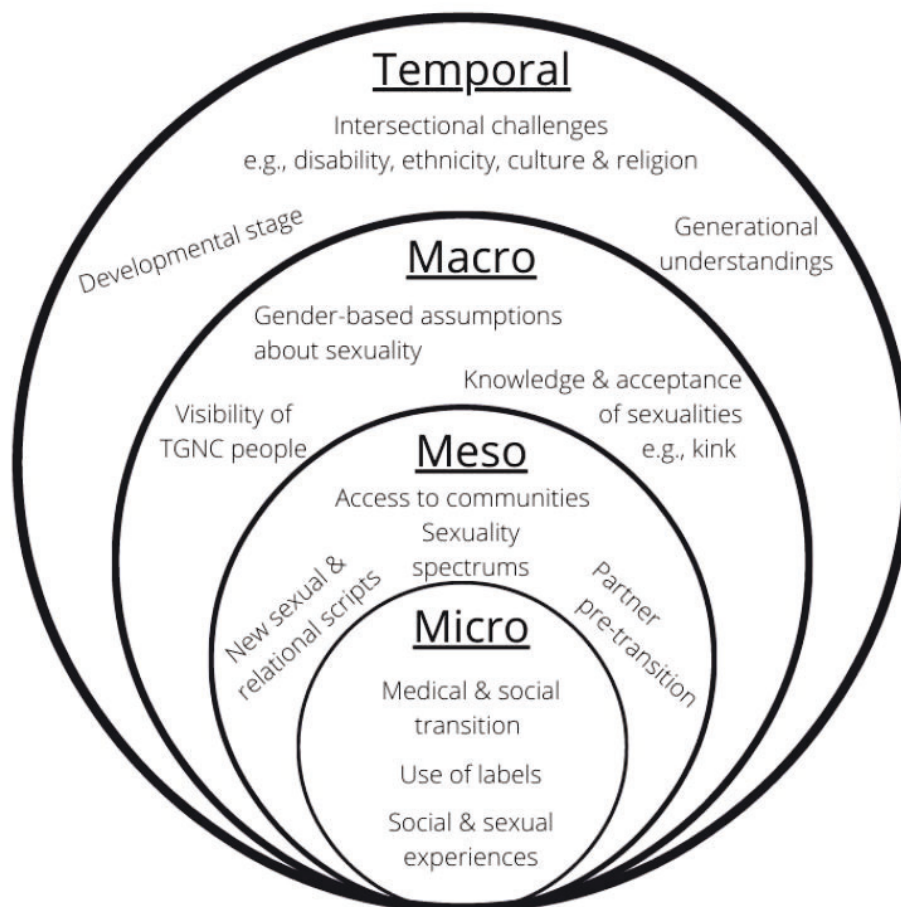 Temporal
Intersectional challenges
e.g., disability, ethnicity, culture & religion
Developmental stage
Generational
understandings
Macro
Gender-based assumptions
about sexuality
Knowledge & acceptance
of sexualities
e.g., kink
Visibility of
TGNC people
Meso
Access to communities
Sexuality
spectrums
New sexual &
relational scripts
Partner
pre-transition
Micro
Medical & social
transition
Use of labels
Social & sexual
experiences